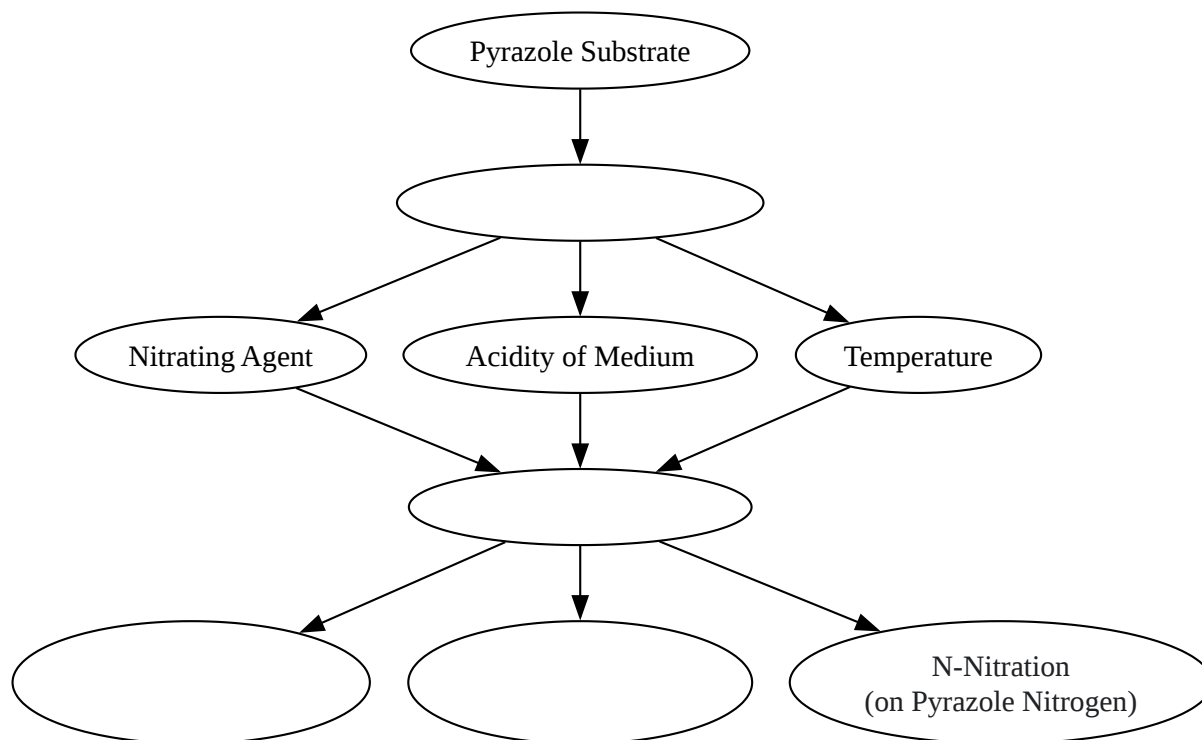 Pyrazole Substrate
Nitrating Agent
Acidity of Medium
Temperature
N-Nitration
(on Pyrazole Nitrogen)